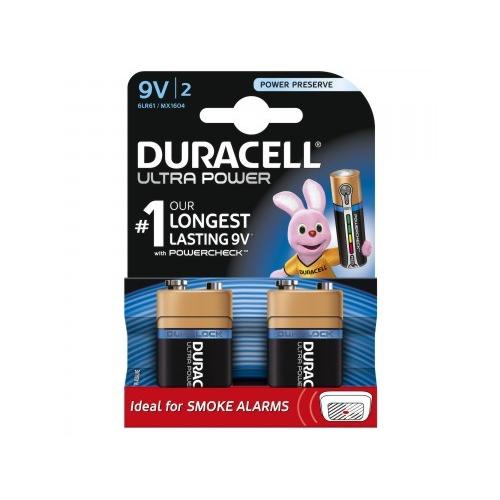 9V 2
6LR61 / MX1604
POWER PRESERVE
DURACELL®
ULTRA POWER
#1 OUR
LONGEST
LASTING 9V*
with POWERCHECK™
DURACELL
DURALOCK
DURALOCK
DURACELL
ULTRA POWER
DURACELL
ULTRA POWER
Ideal for SMOKE ALARMS